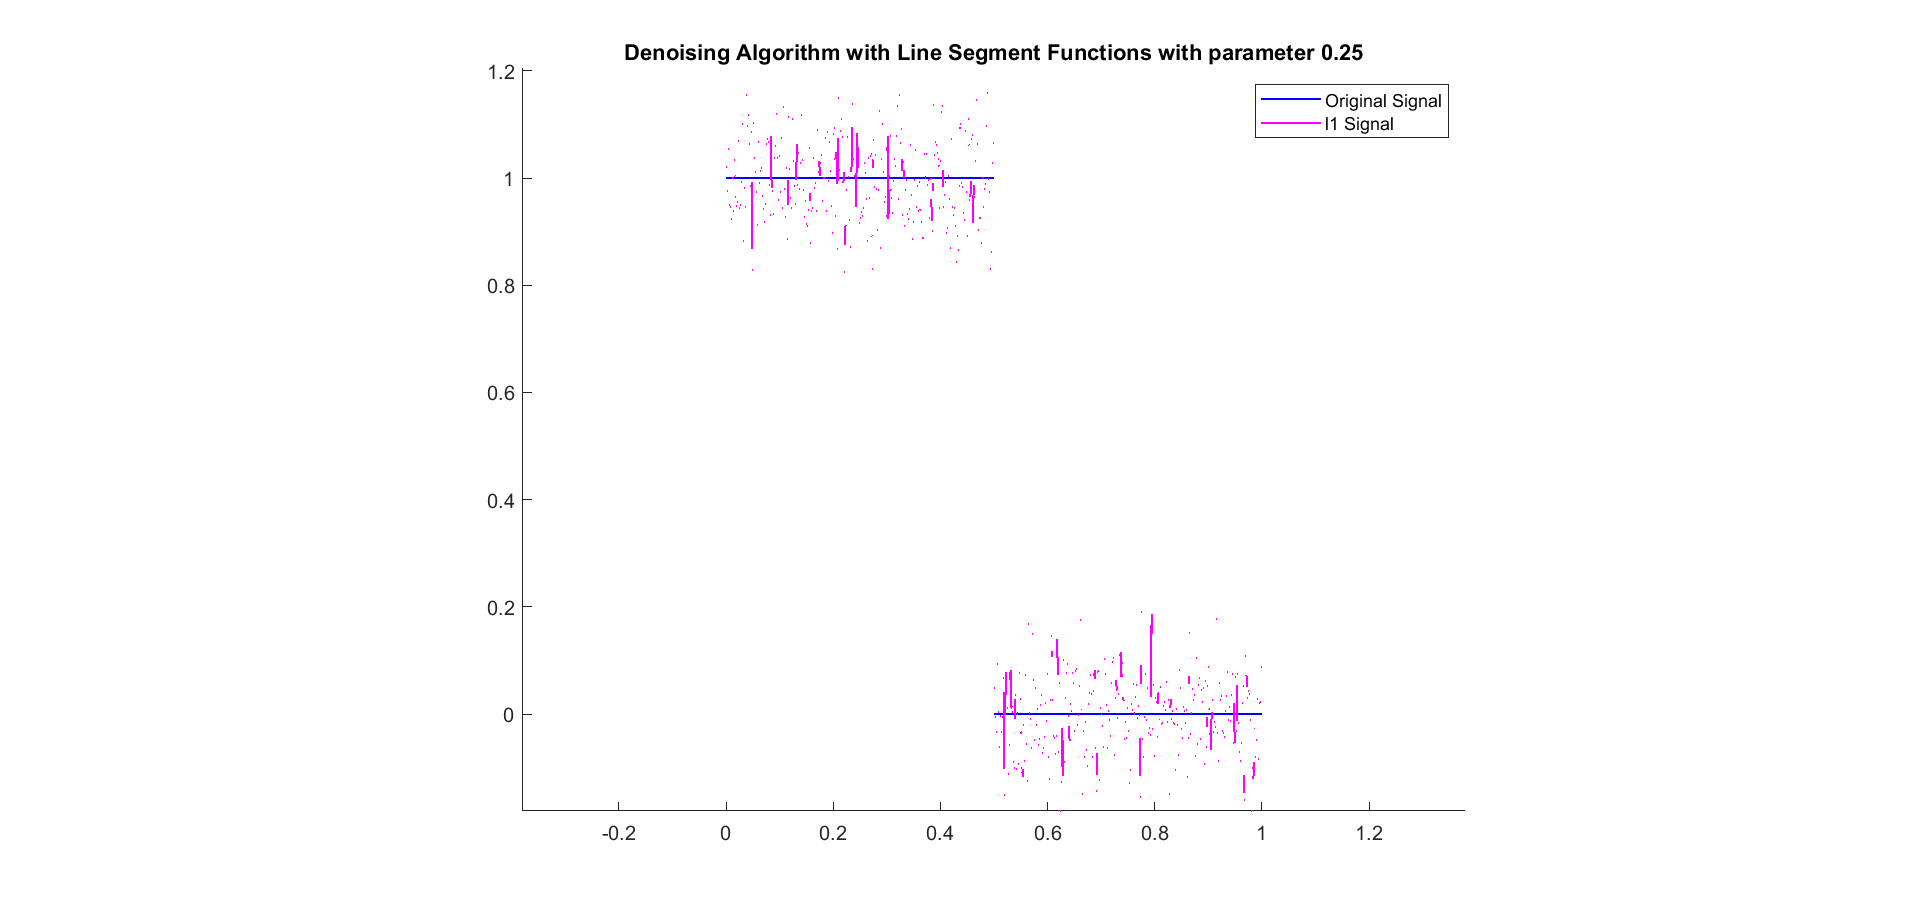 Denoising Algorithm with Line Segment Functions with parameter 0.25
1.2
Original Signal
l1 Signal
1
0.8
0.6
0.4
0.2
0
-0.2 0 0.2 0.4 0.6 0.8 1 1.2